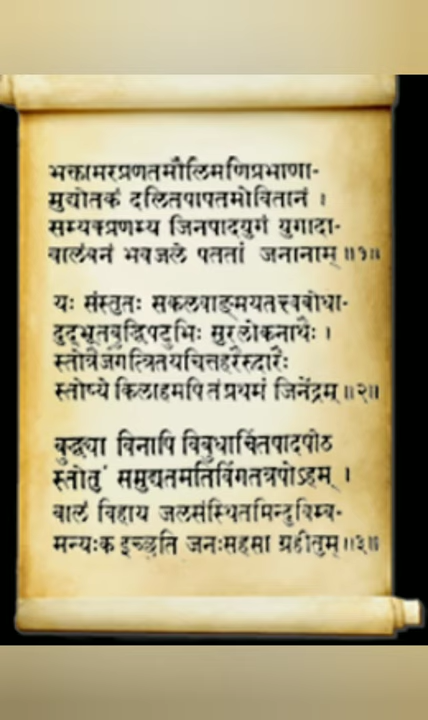 भक्तामरप्रणतमौलिमणिप्रभाणा-
मुद्योतकं दलितपापतमोवितानं ।
सम्यक्प्रणम्य जिनपादयुगं युगादा-
वालंबनं भवजले पततां जनानाम् ॥१॥
यः संस्तुतः सकलवाङ्मयतत्त्वबोधा-
दुद्भूतबुद्धिपटुभिः सुरलोकनाथैः ।
स्तोत्रैर्जगत्त्रितयचित्तहरैरुदारैः
स्तोष्ये किलाहमपि तं प्रथमं जिनेंद्रम् ॥२॥
बुद्ध्या विनापि विबुधार्चितपादपीठ
स्तोतुं समुद्यतमतिर्विगतत्रपोऽहम् ।
बालं विहाय जलसंस्थितमिन्दुबिम्ब-
मन्यःक इच्छति जनःसहसा ग्रहीतुम् ॥३॥